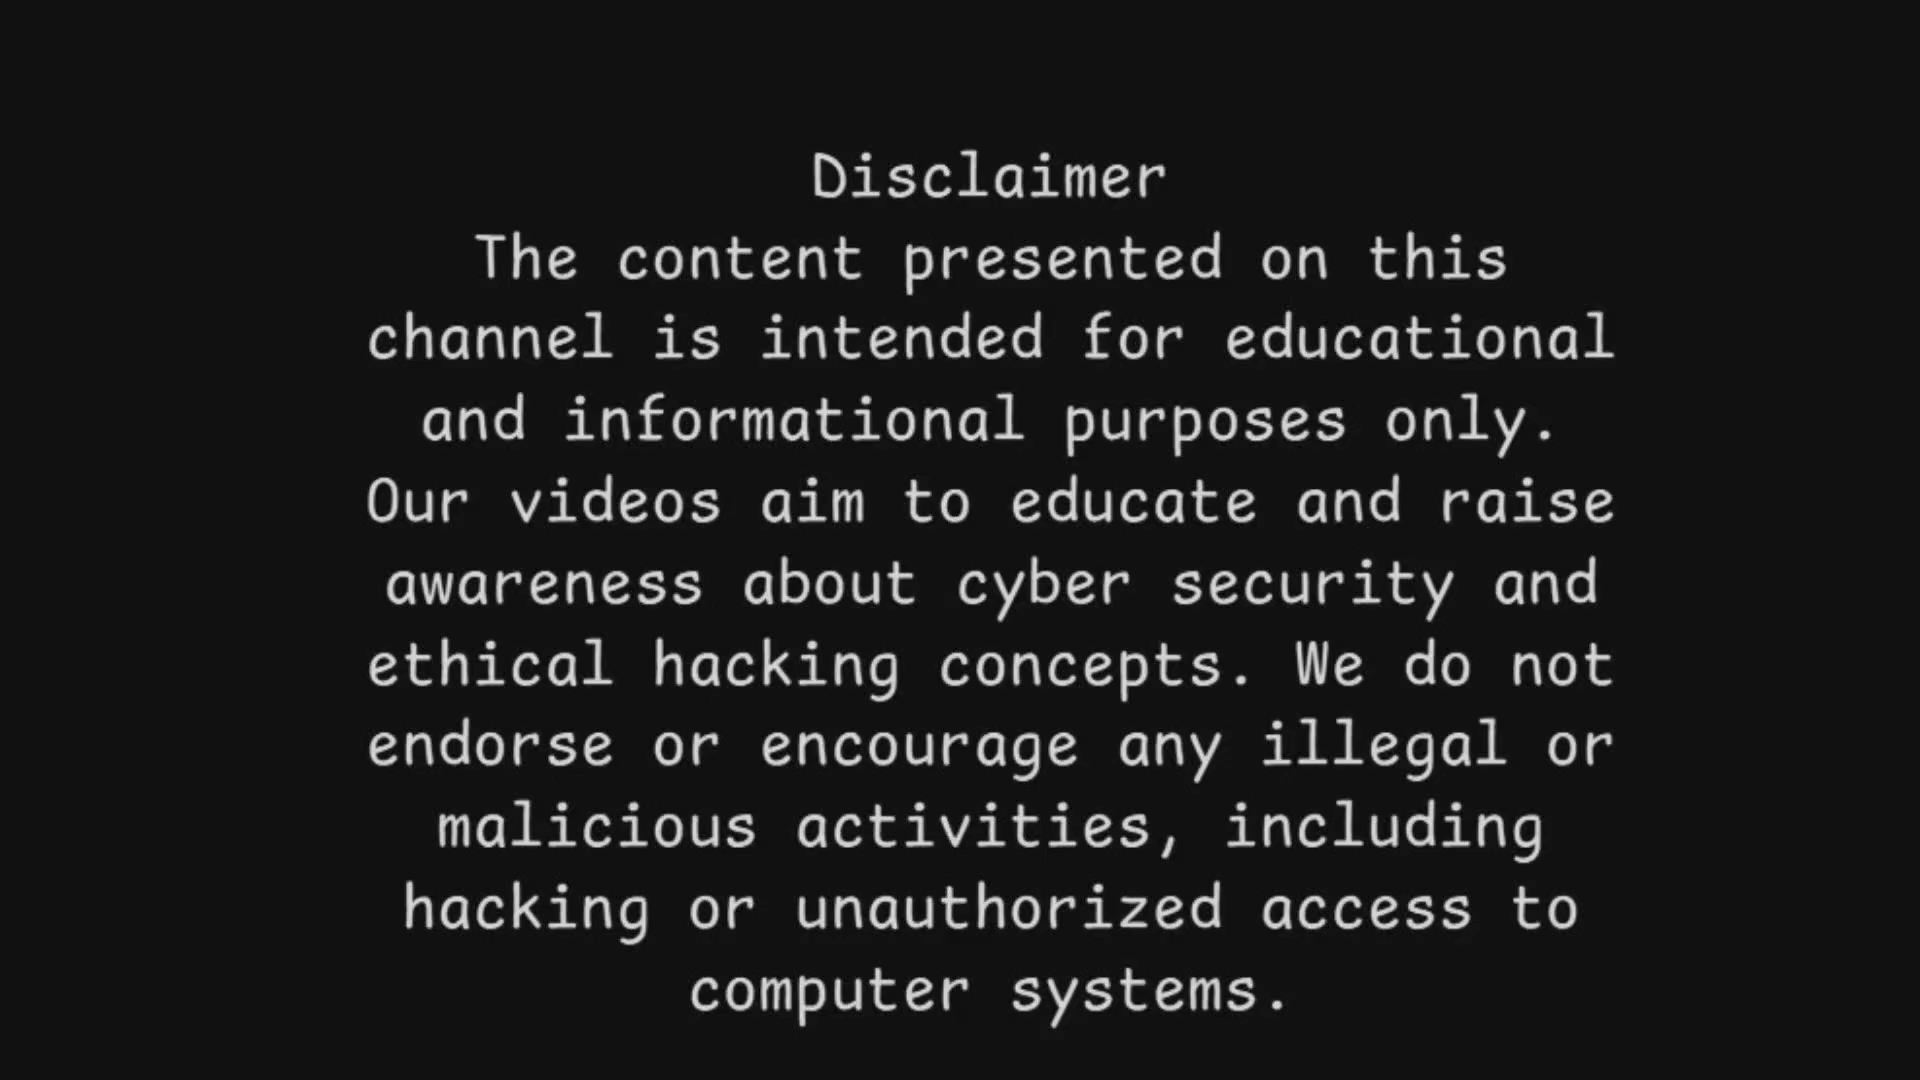 Disclaimer
The content presented on this
channel is intended for educational
and informational purposes only.
Our videos aim to educate and raise
awareness about cyber security and
ethical hacking concepts. We do not
endorse or encourage any illegal or
malicious activities, including
hacking or unauthorized access to
computer systems.